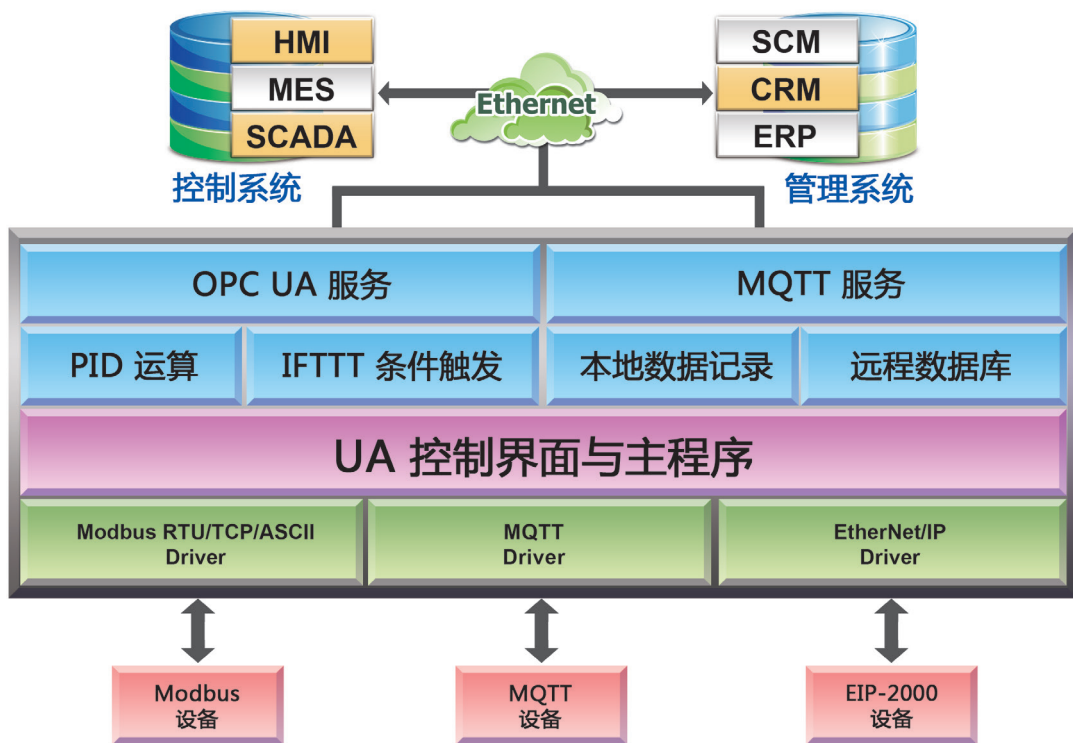 HMI
MES
SCADA
控制系统
Ethernet
SCM
CRM
ERP
管理系统
OPC UA 服务
MQTT 服务
PID 运算
IFTTT 条件触发
本地数据记录
远程数据库
UA 控制界面与主程序
Modbus RTU/TCP/ASCII
Driver
MQTT
Driver
EtherNet/IP
Driver
Modbus
设备
MQTT
设备
EIP-2000
设备